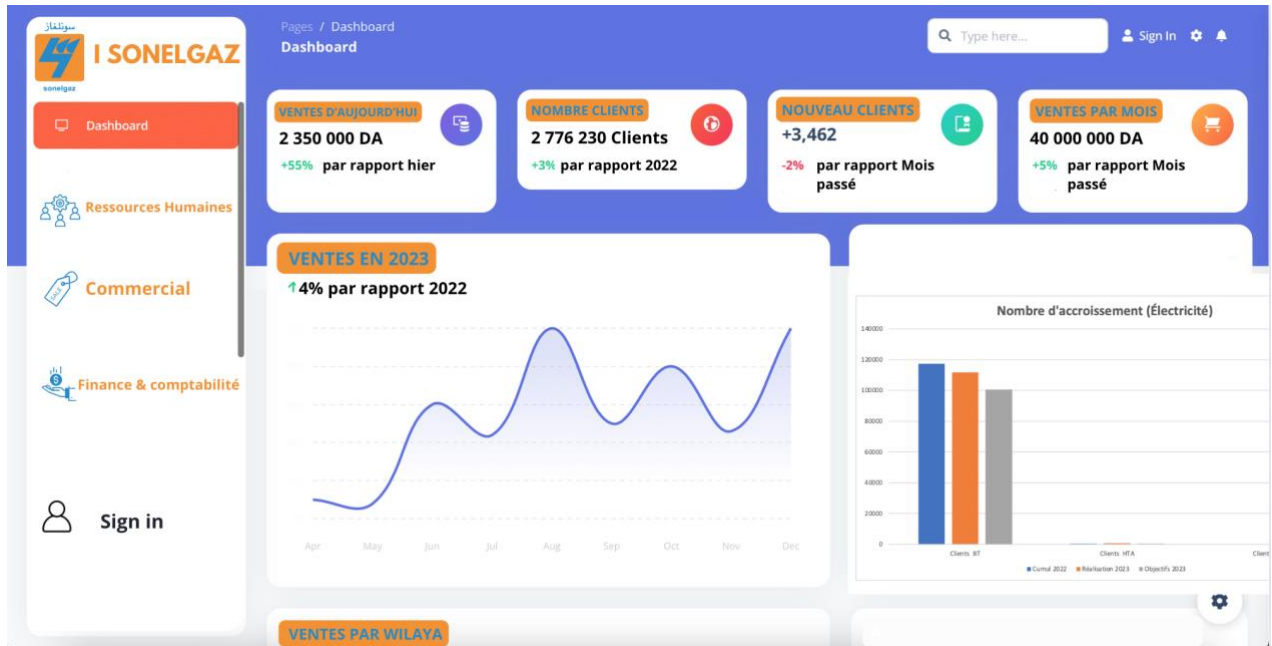 سونلغاز
sonelgaz
I SONELGAZ
Dashboard
Ressources Humaines
SALE
Commercial
Finance & comptabilité
Sign in
Pages / Dashboard
Dashboard
Type here...
Sign In
VENTES D'AUJOURD'HUI
2 350 000 DA
+55% par rapport hier
NOMBRE CLIENTS
2 776 230 Clients
+3% par rapport 2022
NOUVEAU CLIENTS
+3,462
-2% par rapport Mois
passé
VENTES PAR MOIS
40 000 000 DA
+5% par rapport Mois
passé
VENTES EN 2023
4% par rapport 2022
Apr May Jun Jul Aug Sep Oct Nov Dec
Nombre d'accroissement (Électricité)
140000
120000
100000
80000
60000
40000
20000
0
Clients BT Clients HTA Client
Cumul 2022 Réalisation 2023 Objectifs 2023
VENTES PAR WILAYA